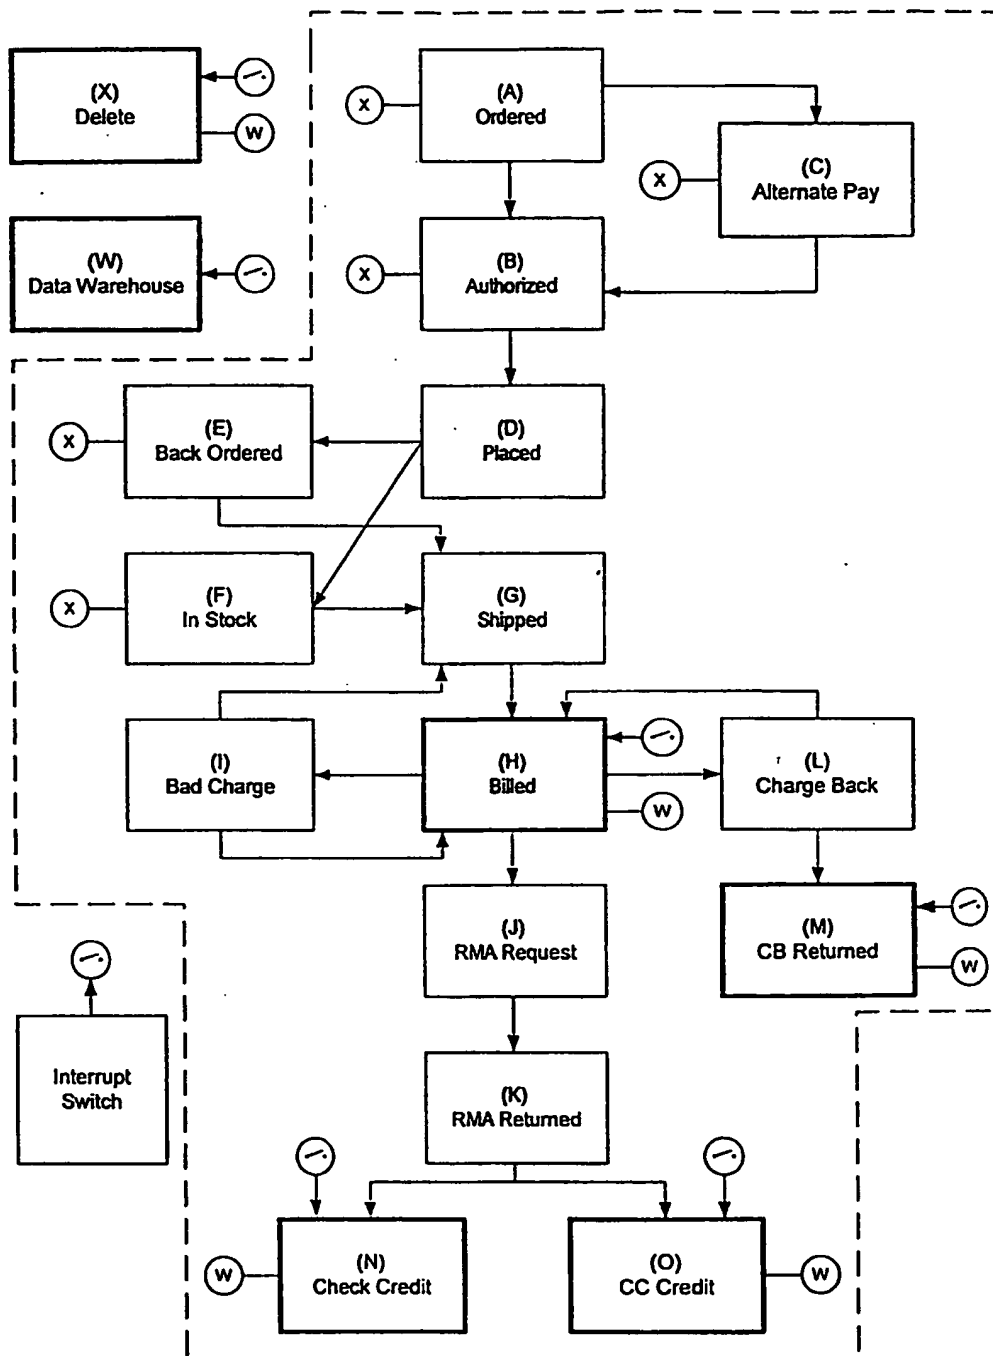 (X)
Delete
W
(W)
Data Warehouse
X
(A)
Ordered
X
(C)
Alternate Pay
X
(B)
Authorized
X
(E)
Back Ordered
(D)
Placed
X
(F)
In Stock
(G)
Shipped
(I)
Bad Charge
(H)
Billed
W
(L)
Charge Back
(J)
RMA Request
(M)
CB Returned
W
Interrupt
Switch
(K)
RMA Returned
W
(N)
Check Credit
(O)
CC Credit
W